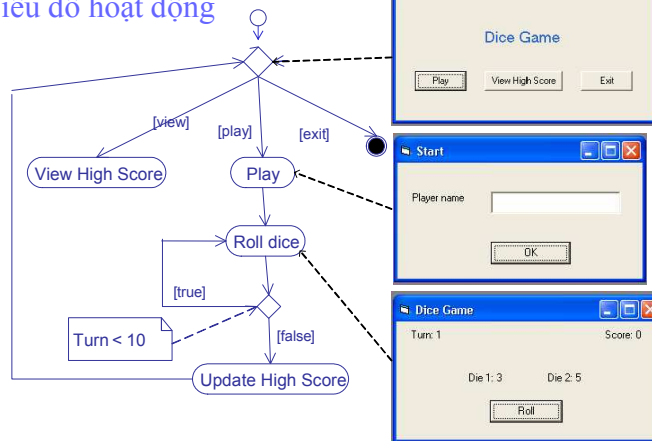 iểu đồ hoạt động
Dice Game
Play
View High Score
Exit
[view]
[play]
[exit]
View High Score
Play
Start
Player name
OK
Roll dice
[true]
Turn < 10
[false]
Update High Score
Dice Game
Turn: 1
Score: 0
Die 1: 3
Die 2: 5
Roll